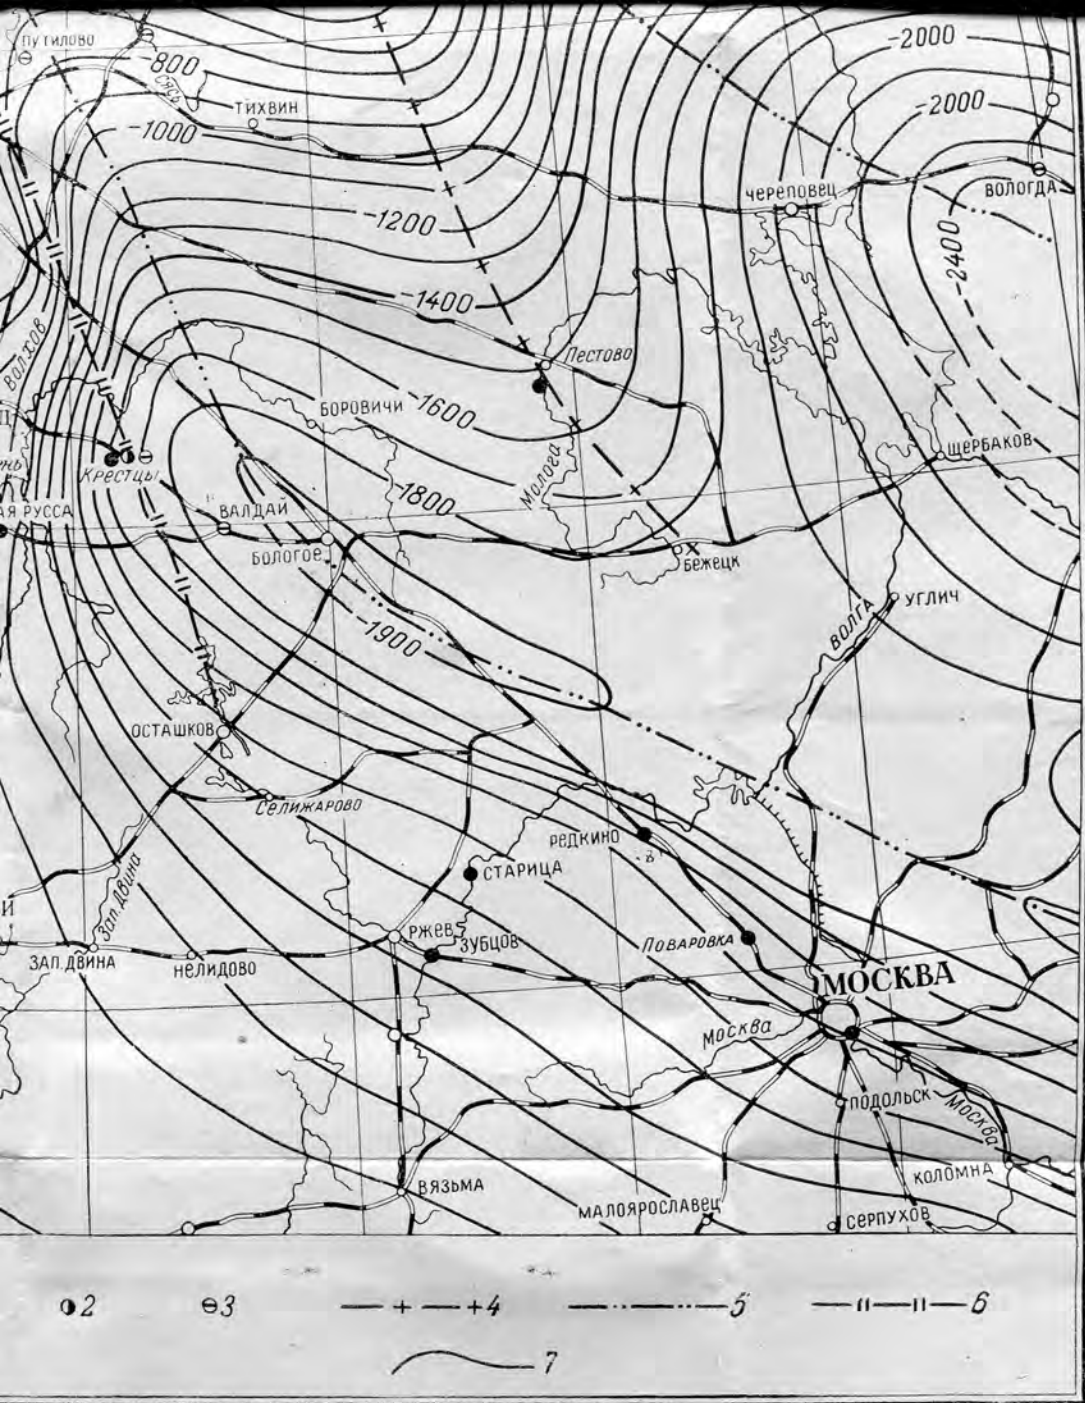 ПУТИЛОВО
-800
Сясь
ТИХВИН
-1000
-2000
-2000
ВОЛОГДА
ЧЕРЕПОВЕЦ
-1200
-2400
-1400
Волхов
Пестово
БОРОВИЧИ
-1600
ЩЕРБАКОВ
Крестцы
Молога
-1800
АЯ РУССА
ВАЛДАЙ
БОЛОГОЕ
БЕЖЕЦК
УГЛИЧ
ВОЛГА
-1900
ОСТАШКОВ
СЕЛИЖАРОВО
РЕДКИНО
СТАРИЦА
Зап. Двина
РЖЕВ
ЗУБЦОВ
ПОВАРОВКА
ЗАП. ДВИНА
НЕЛИДОВО
МОСКВА
Москва
ПОДОЛЬСК
Москва
КОЛОМНА
ВЯЗЬМА
МАЛОЯРОСЛАВЕЦ
СЕРПУХОВ
2 3 4 5 6
7